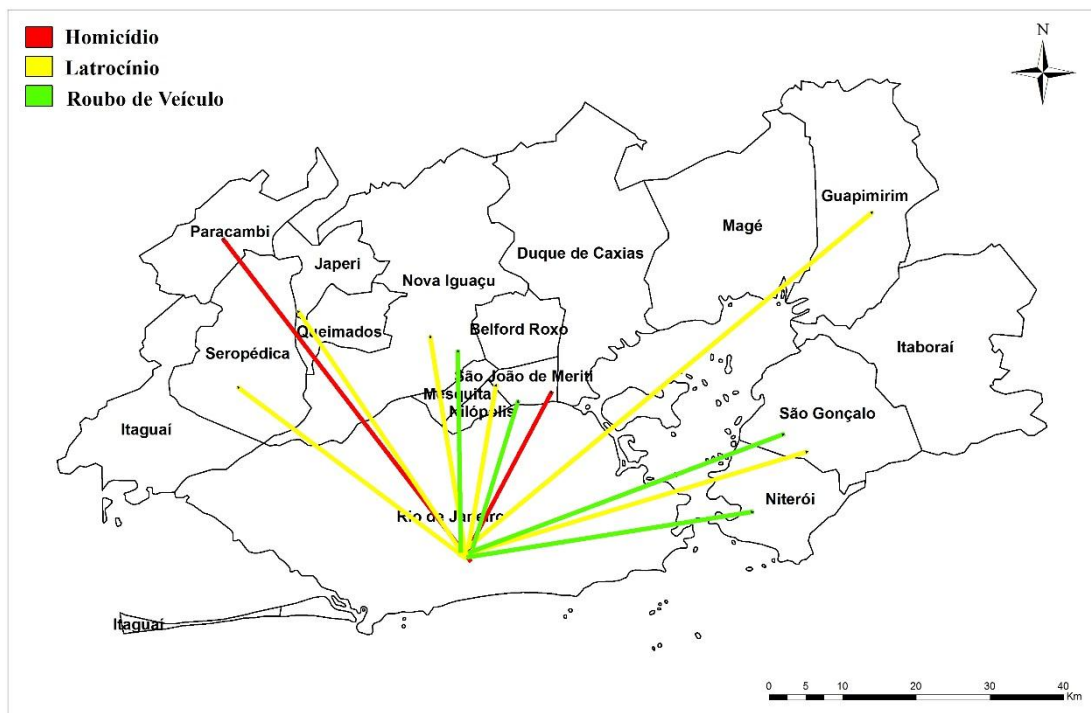 Homicídio
Latrocínio
Roubo de Veículo
N
Guapimirim
Paracambi
Magé
Duque de Caxias
Japeri
Nova Iguaçu
Queimados
Belford Roxo
Seropédica
Itaboraí
São João de Meriti
Mesquita
Nilópolis
São Gonçalo
Itaguaí
Niterói
Rio de Janeiro
Itaguaí
0 5 10 20 30 40
Km